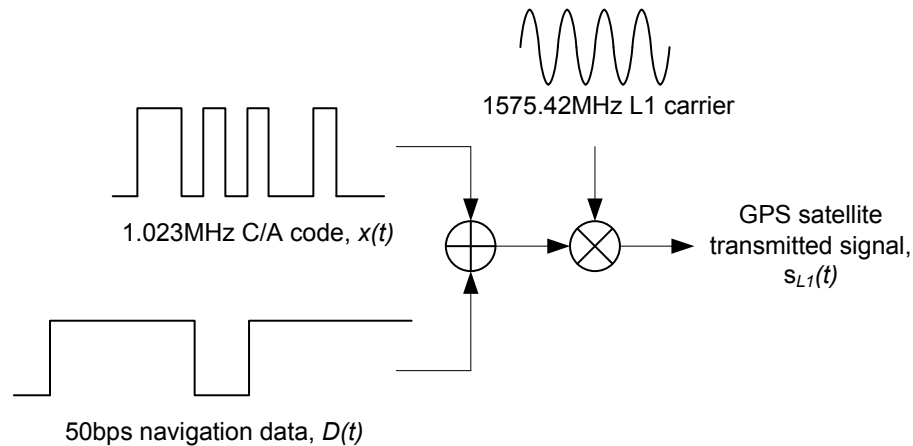 1575.42MHz L1 carrier
1.023MHz C/A code, x(t)
GPS satellite
transmitted signal,
sL1(t)
50bps navigation data, D(t)